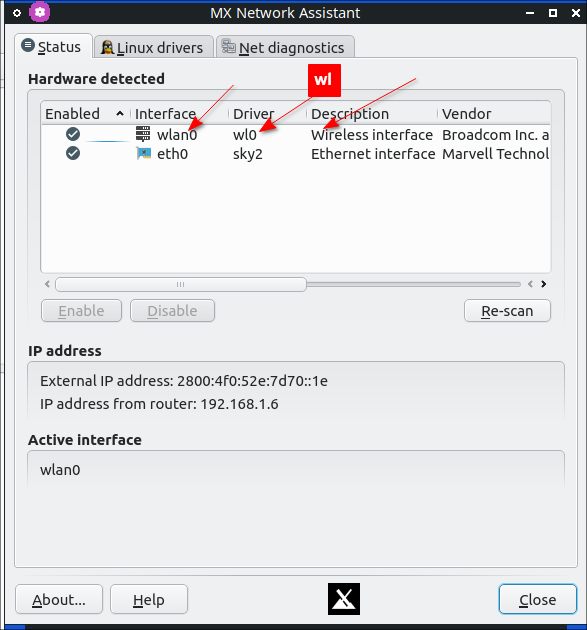 MX Network Assistant
Status
Linux drivers
Net diagnostics
Hardware detected
wl
Enabled Interface Driver Description Vendor
wlan0 wl0 Wireless interface Broadcom Inc. a
eth0 sky2 Ethernet interface Marvell Technol
Enable Disable Re-scan
IP address
External IP address: 2800:4f0:52e:7d70::1e
IP address from router: 192.168.1.6
Active interface
wlan0
About... Help Close